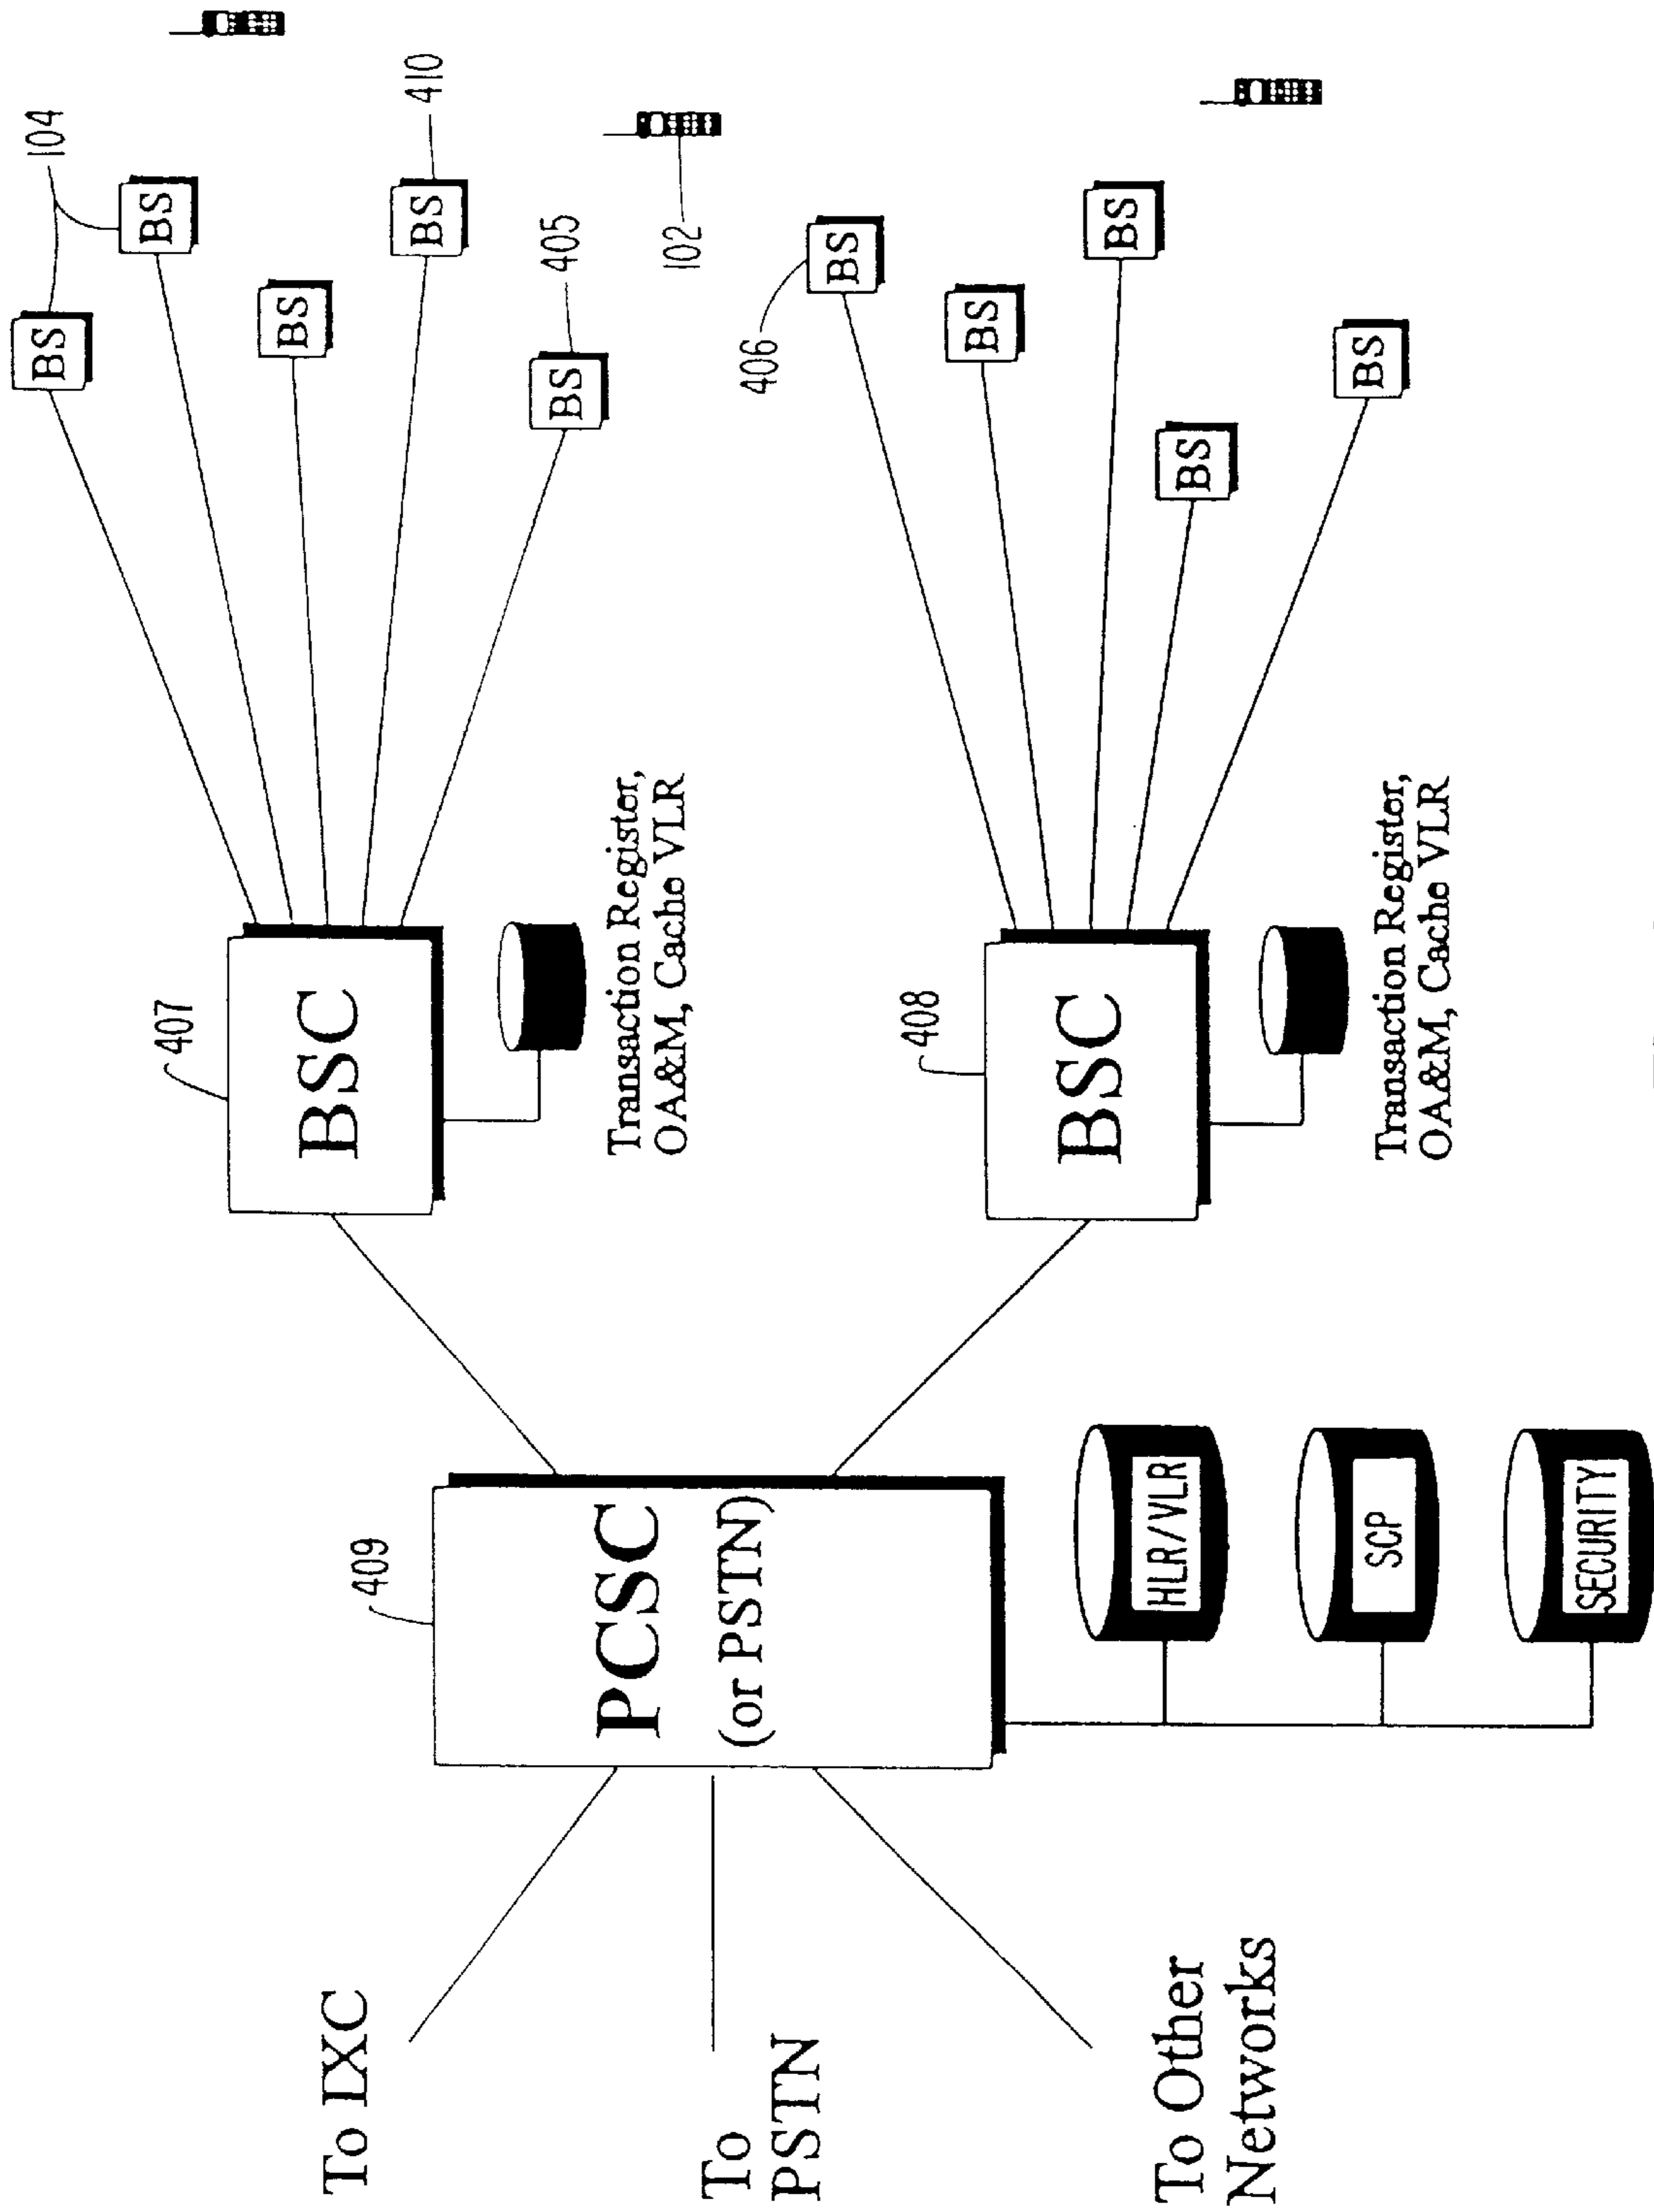 To IXC
To
PSTN
To Other
Networks
409
PCSC
(or PSTN)
HLR/VLR
SCP
SECURITY
407
BSC
Transaction Register,
OA&M, Cache VLR
408
BSC
Transaction Register,
OA&M, Cache VLR
104
BS
BS
BS
BS
410
BS
405
102
406
BS
BS
BS
BS
BS